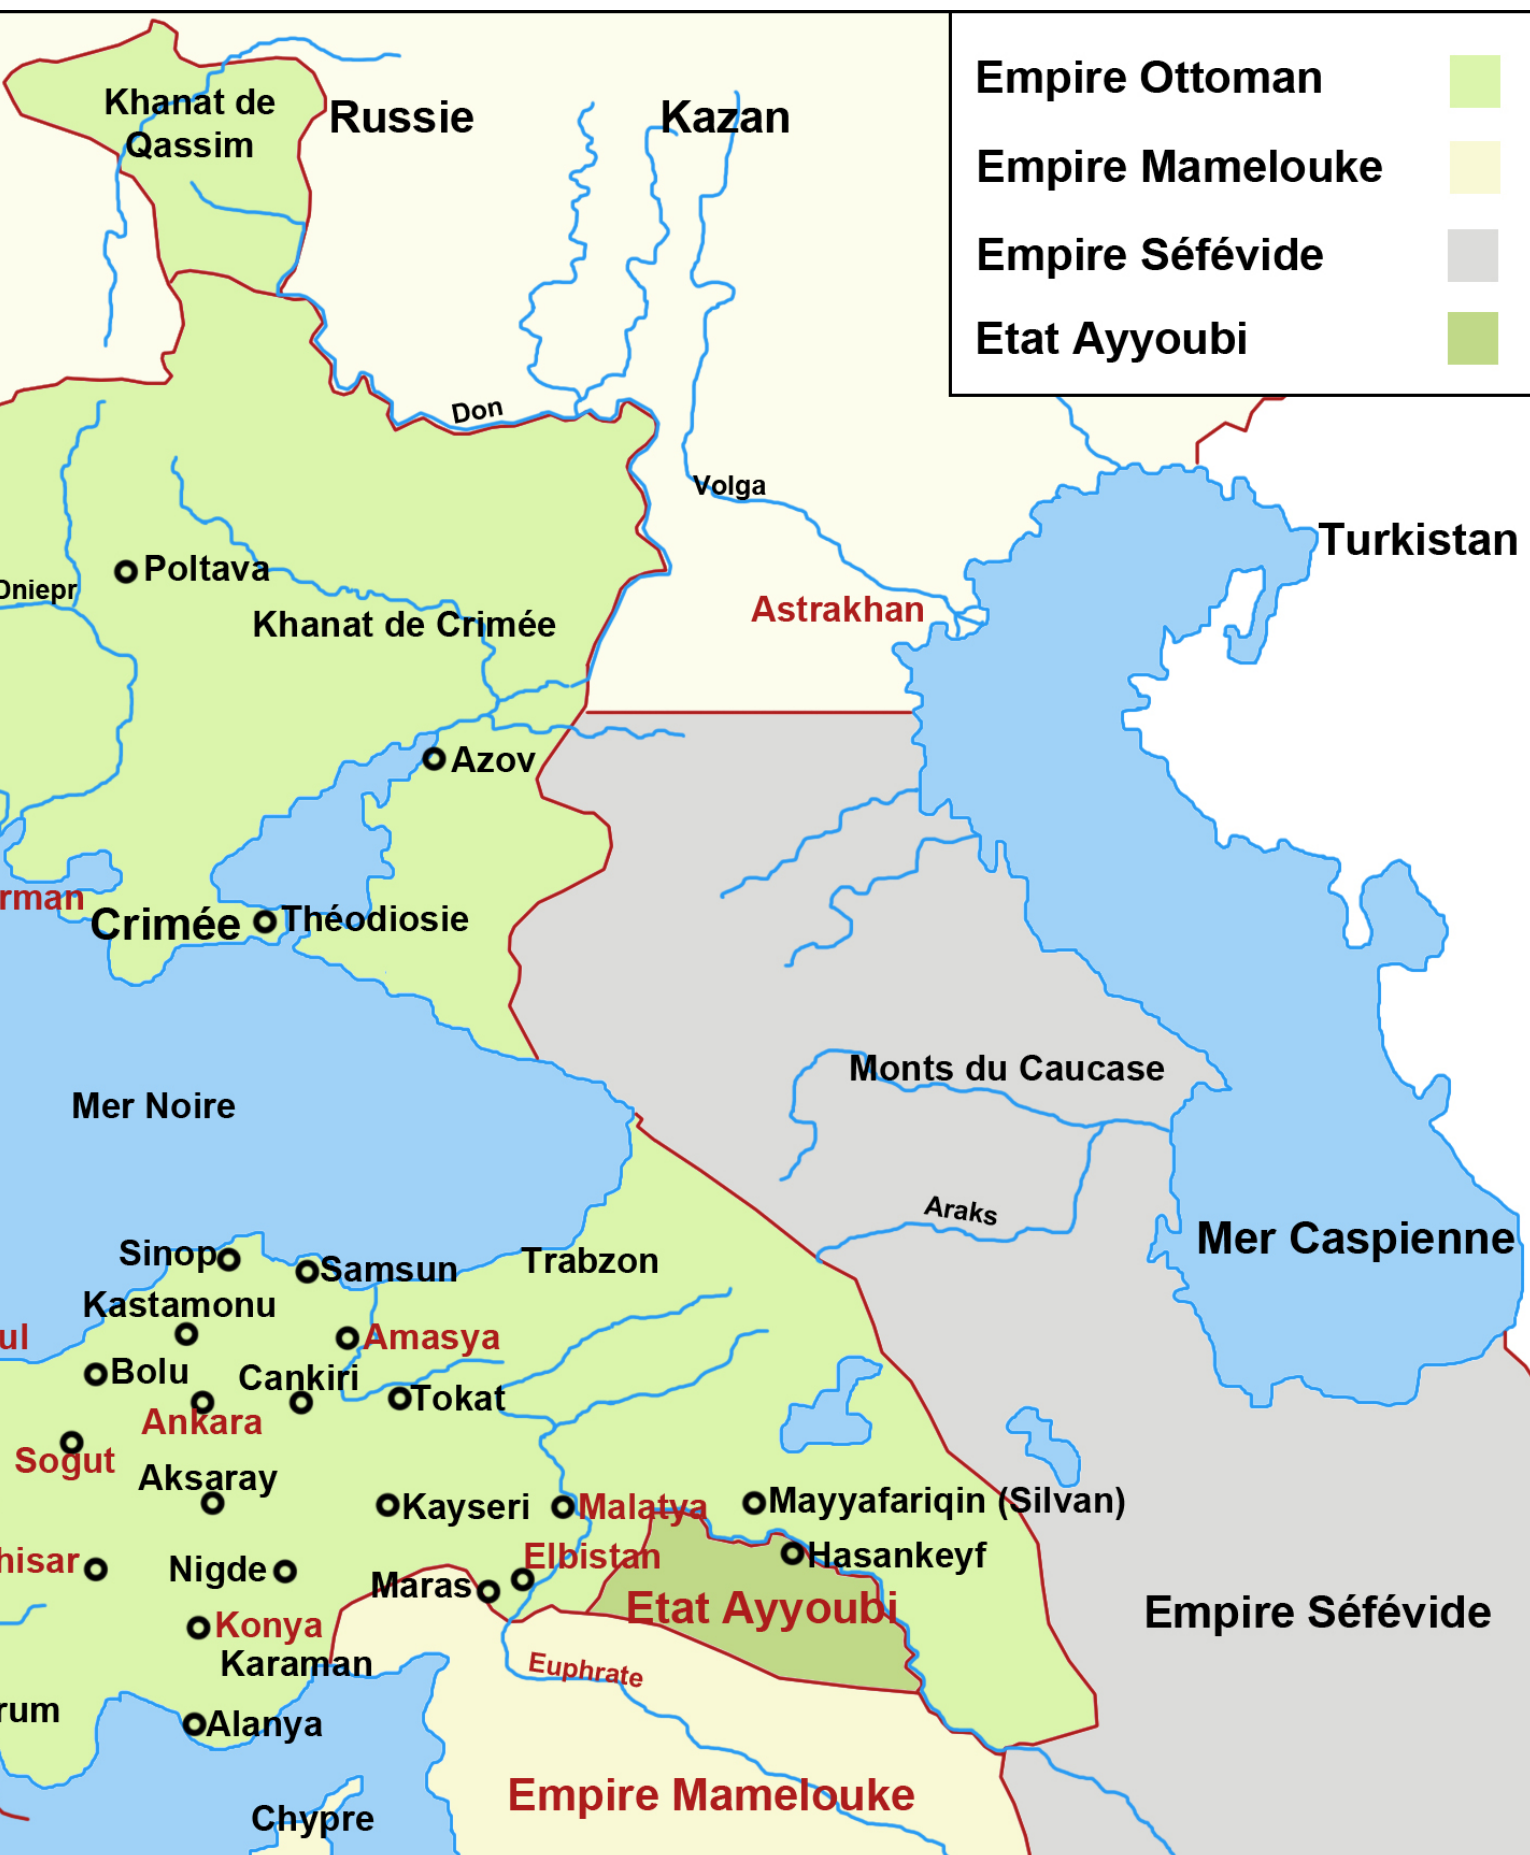 Empire Ottoman
Empire Mamelouke
Empire Séfévide
Etat Ayyoubi
Khanat de
Qassim
Russie
Kazan
Don
Volga
Turkistan
Poltava
Dniepr
Khanat de Crimée
Astrakhan
Azov
rman
Crimée
Théodiosie
Monts du Caucase
Mer Noire
Araks
Mer Caspienne
Sinop
Samsun
Trabzon
Kastamonu
ul
Amasya
Bolu
Cankiri
Tokat
Ankara
Sogut
Aksaray
Kayseri
Malatya
Mayyafariqin (Silvan)
hisar
Nigde
Maras
Elbistan
Hasankeyf
Etat Ayyoubi
Empire Séfévide
Konya
Karaman
Euphrate
rum
Alanya
Empire Mamelouke
Chypre